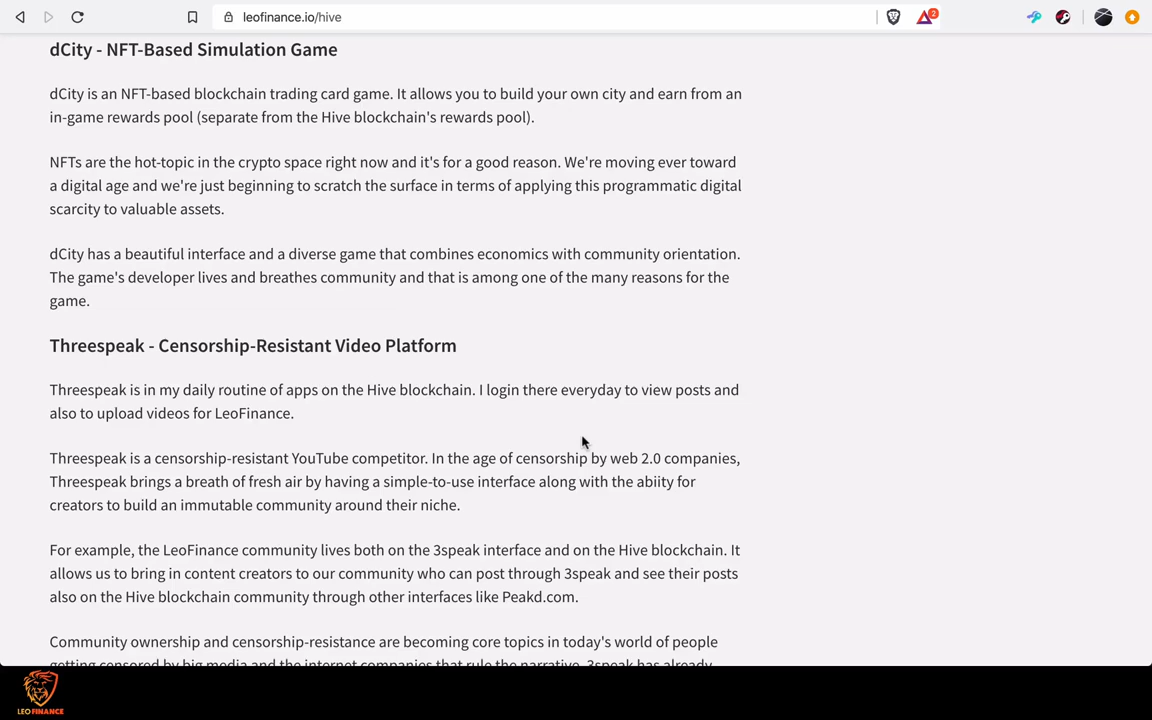 leofinance.io/hive
2
dCity - NFT-Based Simulation Game
dCity is an NFT-based blockchain trading card game. It allows you to build your own city and earn from an
in-game rewards pool (separate from the Hive blockchain's rewards pool).
NFTs are the hot-topic in the crypto space right now and it's for a good reason. We're moving ever toward
a digital age and we're just beginning to scratch the surface in terms of applying this programmatic digital
scarcity to valuable assets.
dCity has a beautiful interface and a diverse game that combines economics with community orientation.
The game's developer lives and breathes community and that is among one of the many reasons for the
game.
Threespeak - Censorship-Resistant Video Platform
Threespeak is in my daily routine of apps on the Hive blockchain. I login there everyday to view posts and
also to upload videos for LeoFinance.
Threespeak is a censorship-resistant YouTube competitor. In the age of censorship by web 2.0 companies,
Threespeak brings a breath of fresh air by having a simple-to-use interface along with the abiity for
creators to build an immutable community around their niche.
For example, the LeoFinance community lives both on the 3speak interface and on the Hive blockchain. It
allows us to bring in content creators to our community who can post through 3speak and see their posts
also on the Hive blockchain community through other interfaces like Peakd.com.
Community ownership and censorship-resistance are becoming core topics in today's world of people
getting censored by big media and the internet companies that rule the narrative. 3speak has already
LEO FINANCE